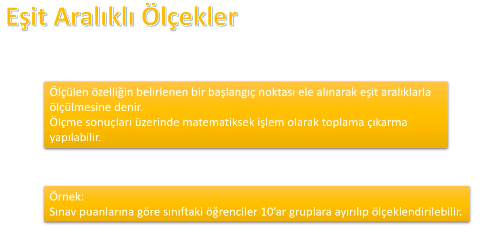 Eşit Aralıklı Ölçekler
Ölçülen özelliğin belirlenen bir başlangıç noktası ele alınarak eşit aralıklarla
ölçülmesine denir.
Ölçme sonuçları üzerinde matematiksek işlem olarak toplama çıkarma
yapılabilir.
Örnek:
Sınav puanlarına göre sınıftaki öğrenciler 10'ar gruplara ayırılıp ölçeklendirilebilir.